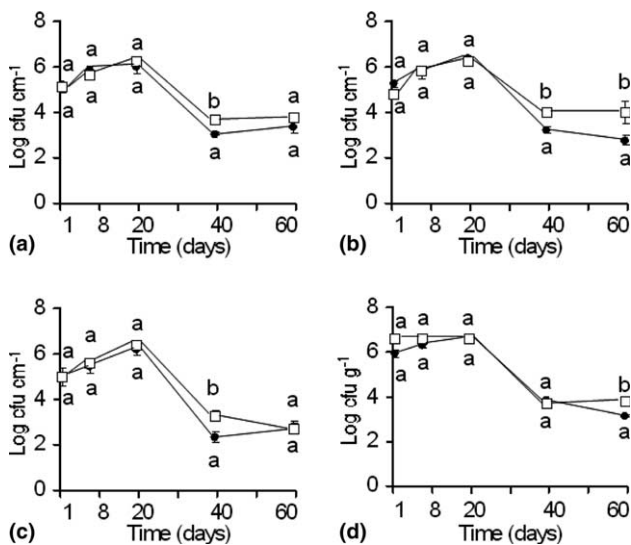 Log cfu cm⁻¹
8
6
4
2
0
a a a b a
a a a a a
1 8 20 40 60
Time (days)
(a)
Log cfu cm⁻¹
8
6
4
2
0
a a a b b
a a a a a
1 8 20 40 60
Time (days)
(b)
Log cfu cm⁻¹
8
6
4
2
0
a a a b a
a a a a a
1 8 20 40 60
Time (days)
(c)
Log cfu g⁻¹
8
6
4
2
0
a a a a b
a a a a a
1 8 20 40 60
Time (days)
(d)